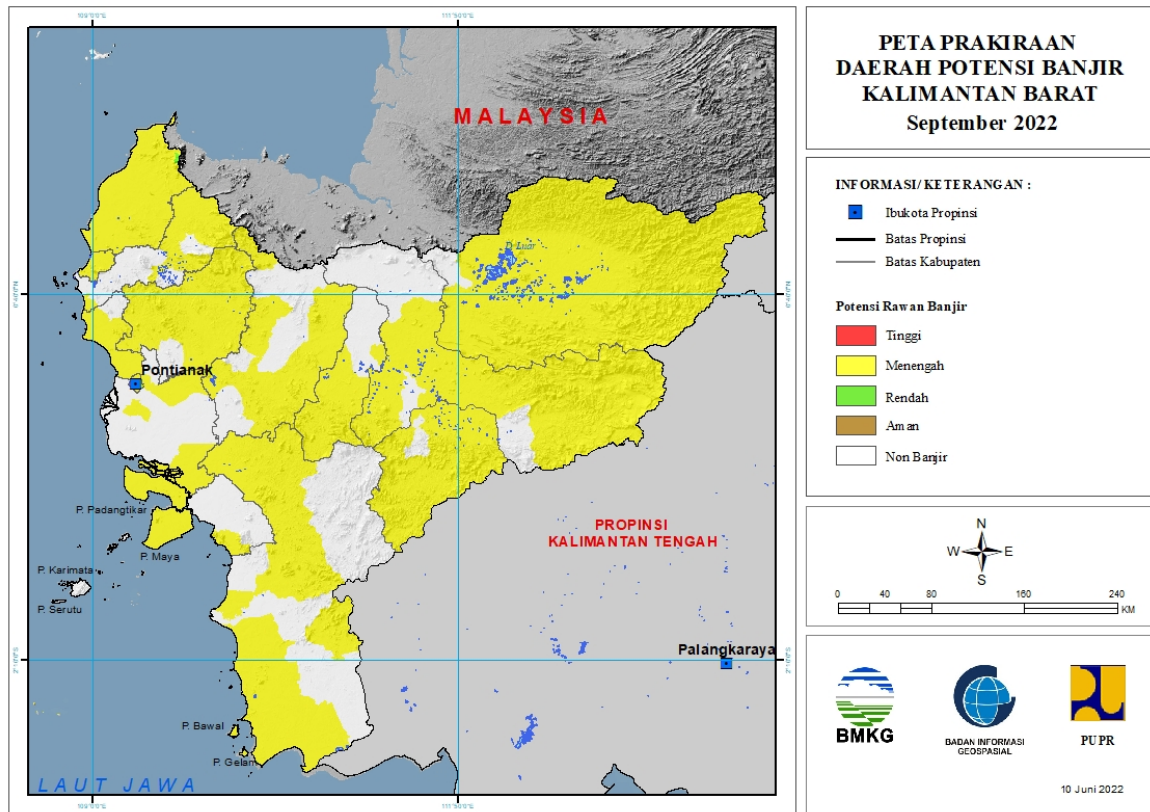 PETA PRAKIRAAN
DAERAH POTENSI BANJIR
KALIMANTAN BARAT
September 2022
INFORMASI/ KETERANGAN :
Ibukota Propinsi
Batas Propinsi
Batas Kabupaten
Potensi Rawan Banjir
Tinggi
Menengah
Rendah
Aman
Non Banjir
N
W E
S
0 40 80 160 240
KM
BMKG
BADAN INFORMASI
GEOSPASIAL
PUPR
10 Juni 2022
MALAYSIA
D. Luar
Pontianak
P. Padangtikar
P. Maya
P. Karimata
P. Serutu
PROPINSI
KALIMANTAN TENGAH
Palangkaraya
P. Bawal
P. Gelam
LAUT JAWA